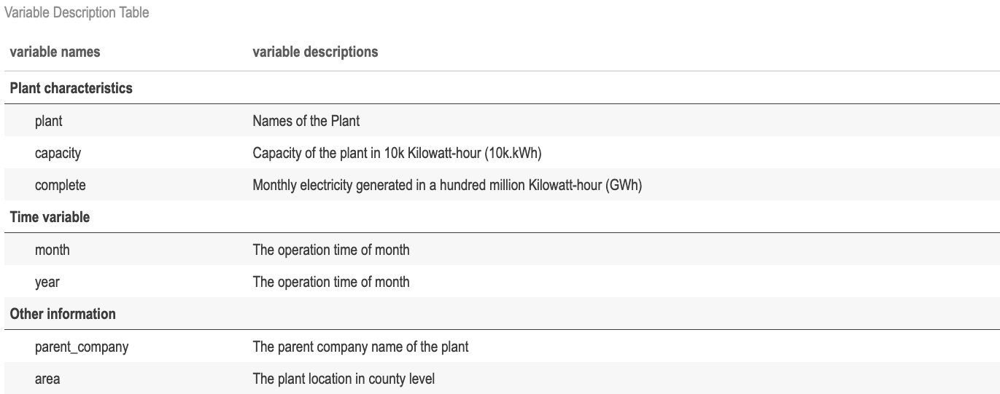 Variable Description Table
variable names variable descriptions
Plant characteristics
plant Names of the Plant
capacity Capacity of the plant in 10k Kilowatt-hour (10k.kWh)
complete Monthly electricity generated in a hundred million Kilowatt-hour (GWh)
Time variable
month The operation time of month
year The operation time of month
Other information
parent_company The parent company name of the plant
area The plant location in county level